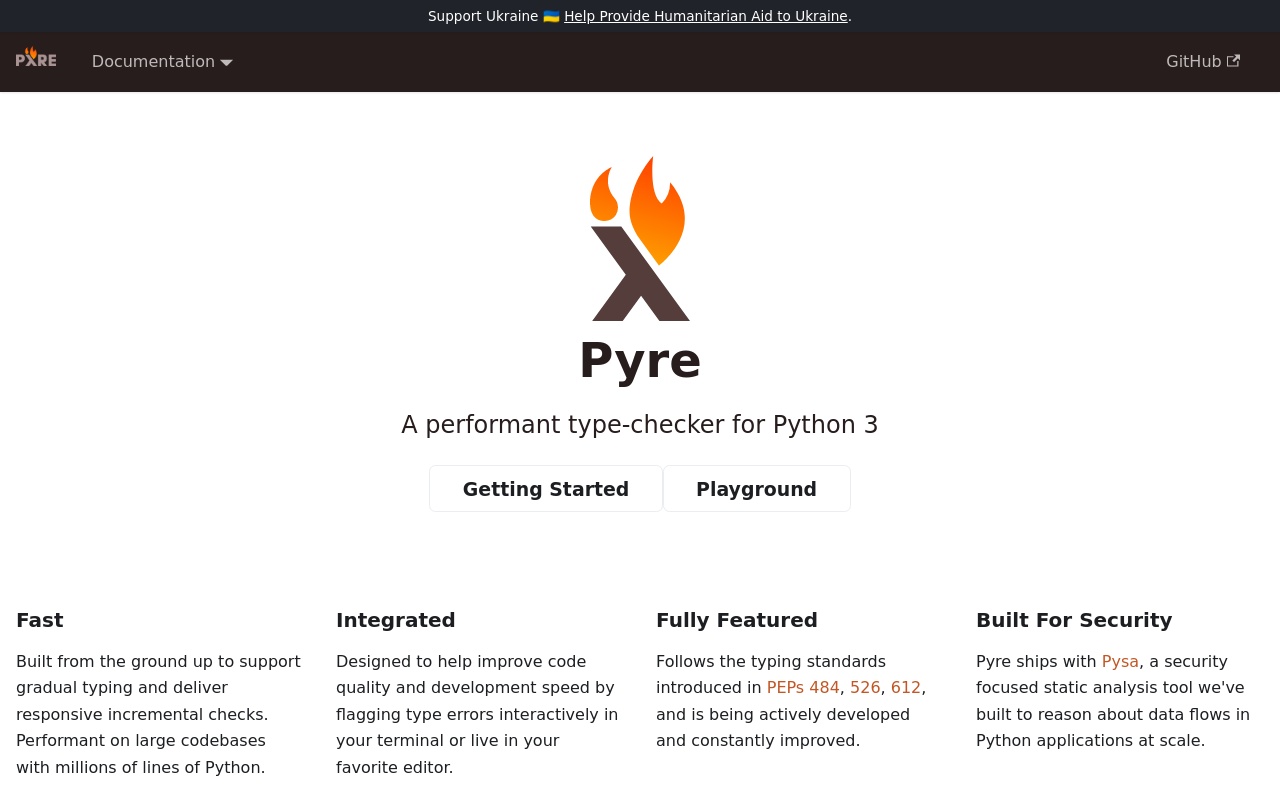 Support Ukraine 🇺🇦 Help Provide Humanitarian Aid to Ukraine.
PYRE
Documentation
GitHub
Pyre
A performant type-checker for Python 3
Getting Started
Playground
Fast
Built from the ground up to support
gradual typing and deliver
responsive incremental checks.
Performant on large codebases
with millions of lines of Python.
Integrated
Designed to help improve code
quality and development speed by
flagging type errors interactively in
your terminal or live in your
favorite editor.
Fully Featured
Follows the typing standards
introduced in PEPs 484, 526, 612,
and is being actively developed
and constantly improved.
Built For Security
Pyre ships with Pysa, a security
focused static analysis tool we've
built to reason about data flows in
Python applications at scale.